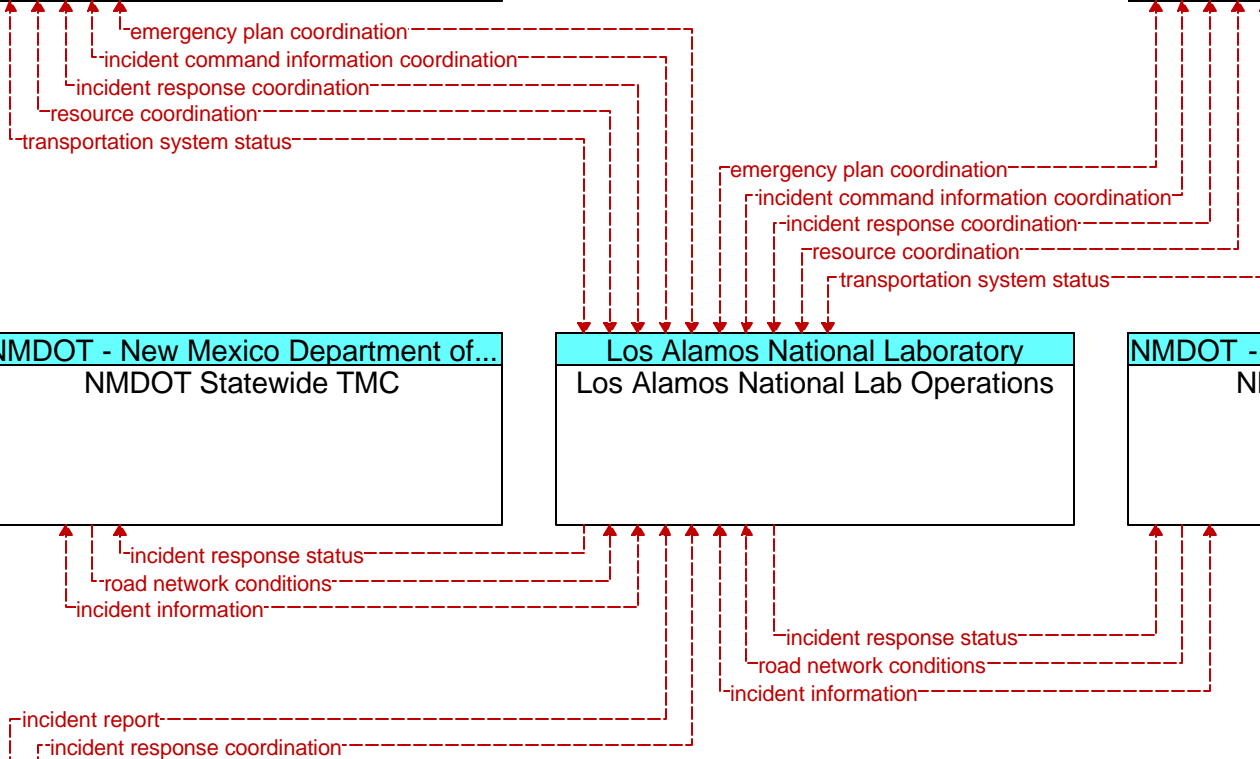 emergency plan coordination
incident command information coordination
incident response coordination
resource coordination
transportation system status
emergency plan coordination
incident command information coordination
incident response coordination
resource coordination
transportation system status
NMDOT - New Mexico Department of...
NMDOT Statewide TMC
Los Alamos National Laboratory
Los Alamos National Lab Operations
NMDOT -
incident response status
road network conditions
incident information
incident response status
road network conditions
incident information
incident report
incident response coordination